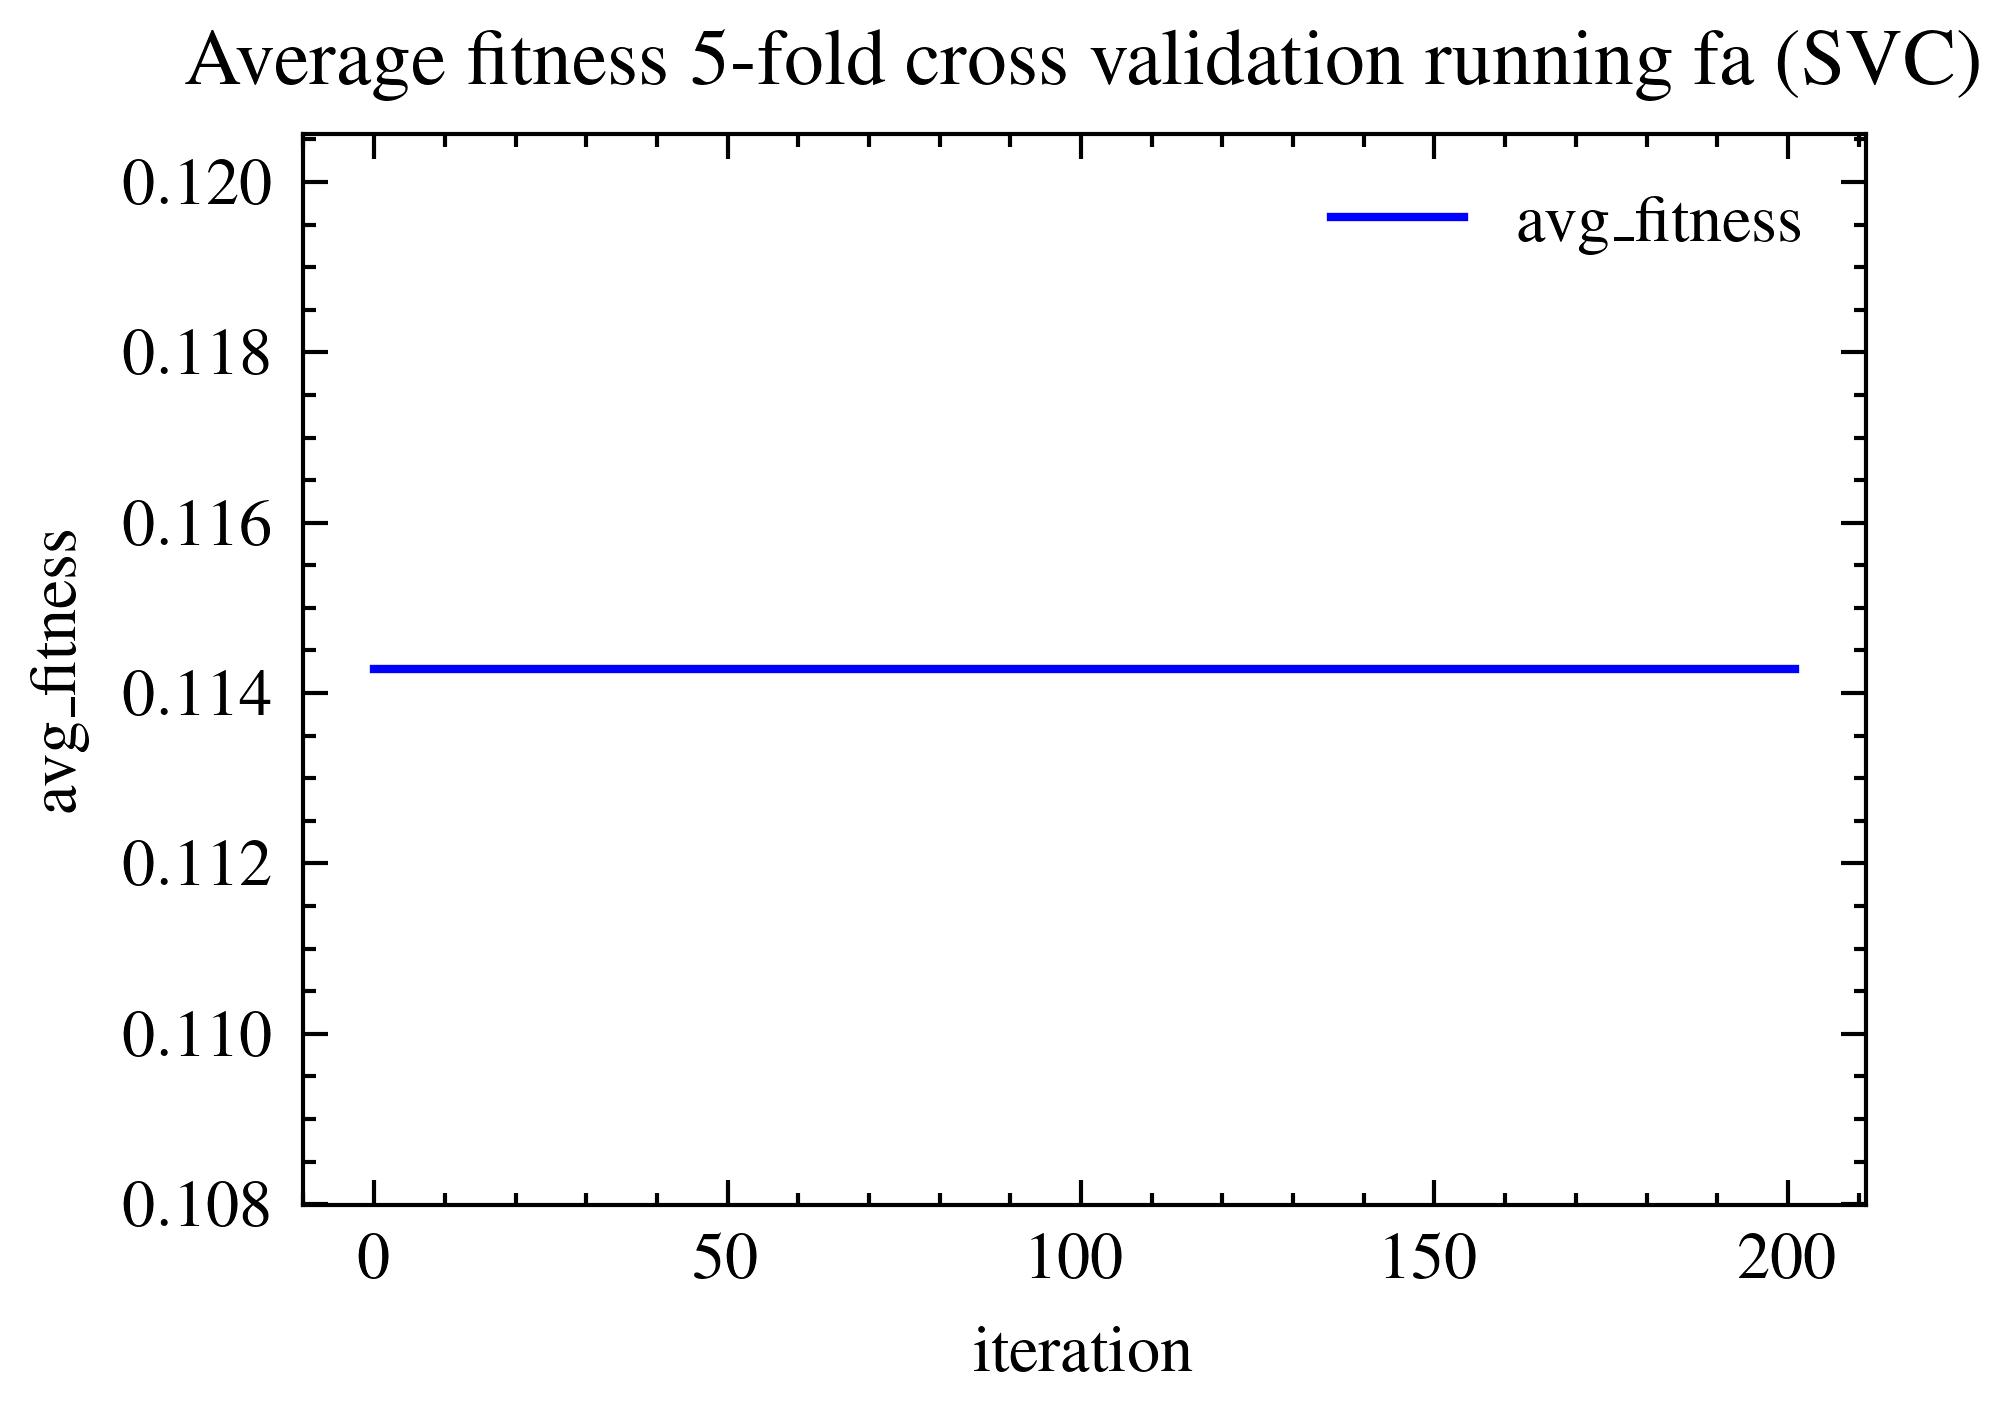 Average fitness 5-fold cross validation running fa (SVC)
0.120
avg_fitness
0.118
0.116
0.114
0.112
0.110
0.108
avg_fitness
0 50 100 150 200
iteration